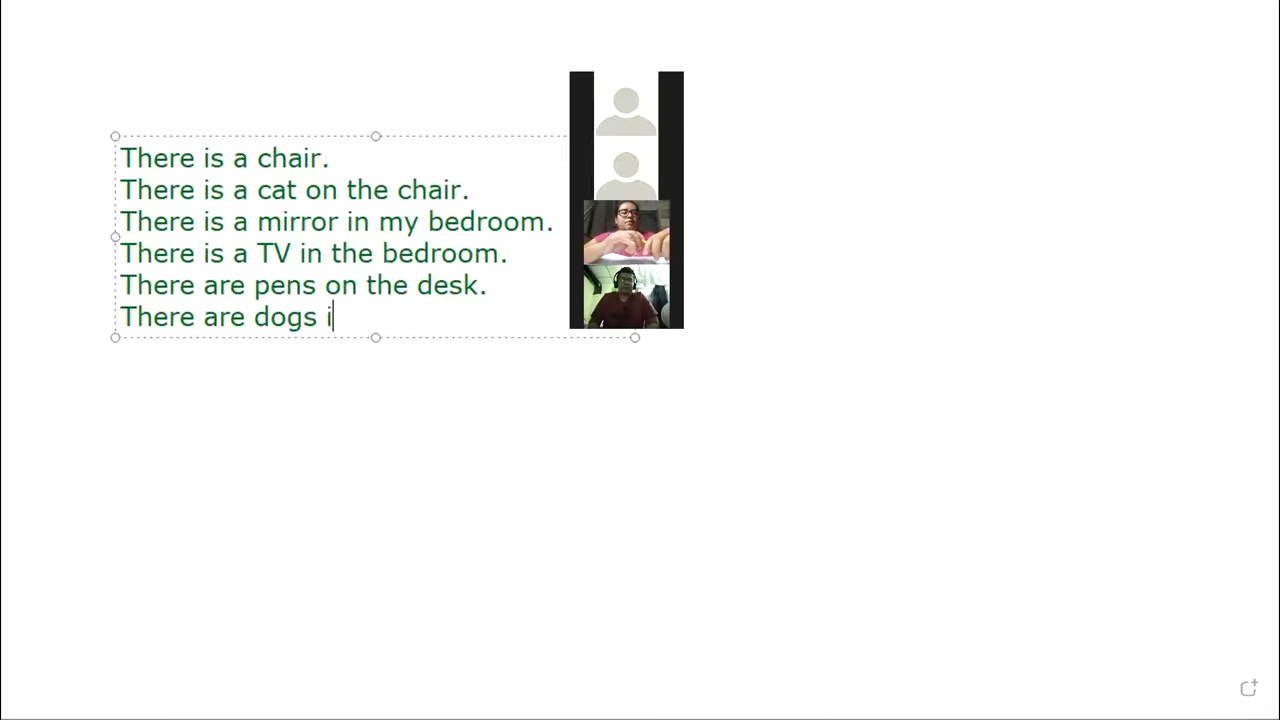 There is a chair.
There is a cat on the chair.
There is a mirror in my bedroom.
There is a TV in the bedroom.
There are pens on the desk.
There are dogs i